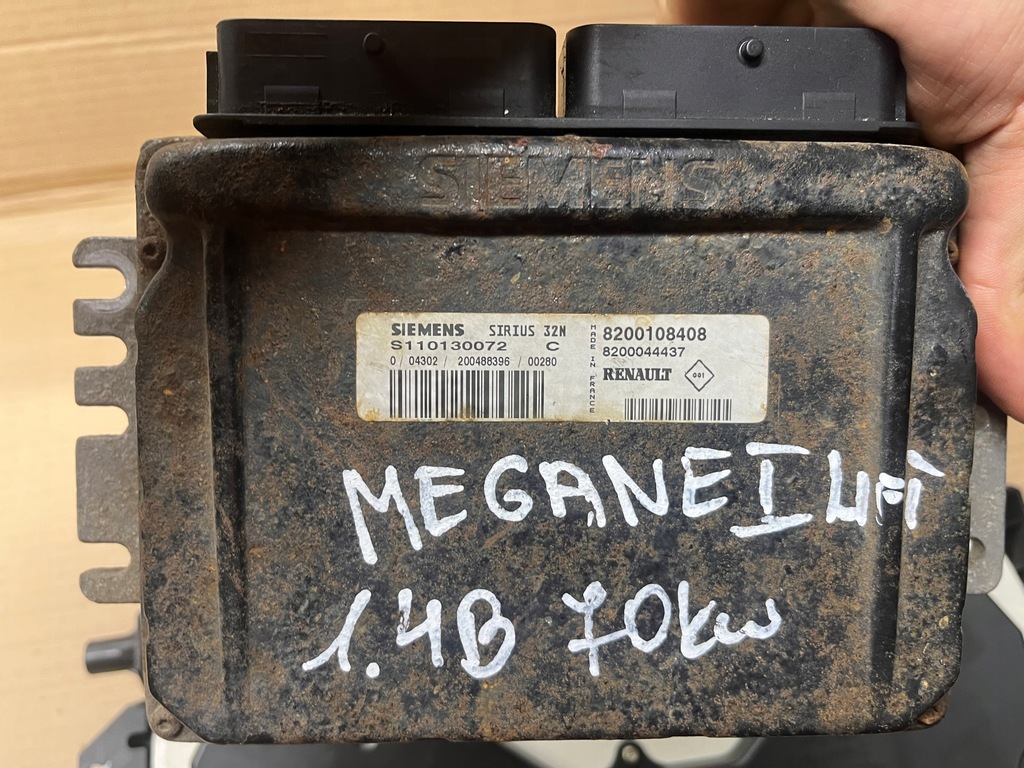 SIEMENS
SIEMENS SIRIUS 32N
S110130072 C
0 / 04302 / 200488396 / 00280
MADE IN FRANCE
8200108408
8200044437
RENAULT 001
MEGANE I
1.4B 70kw